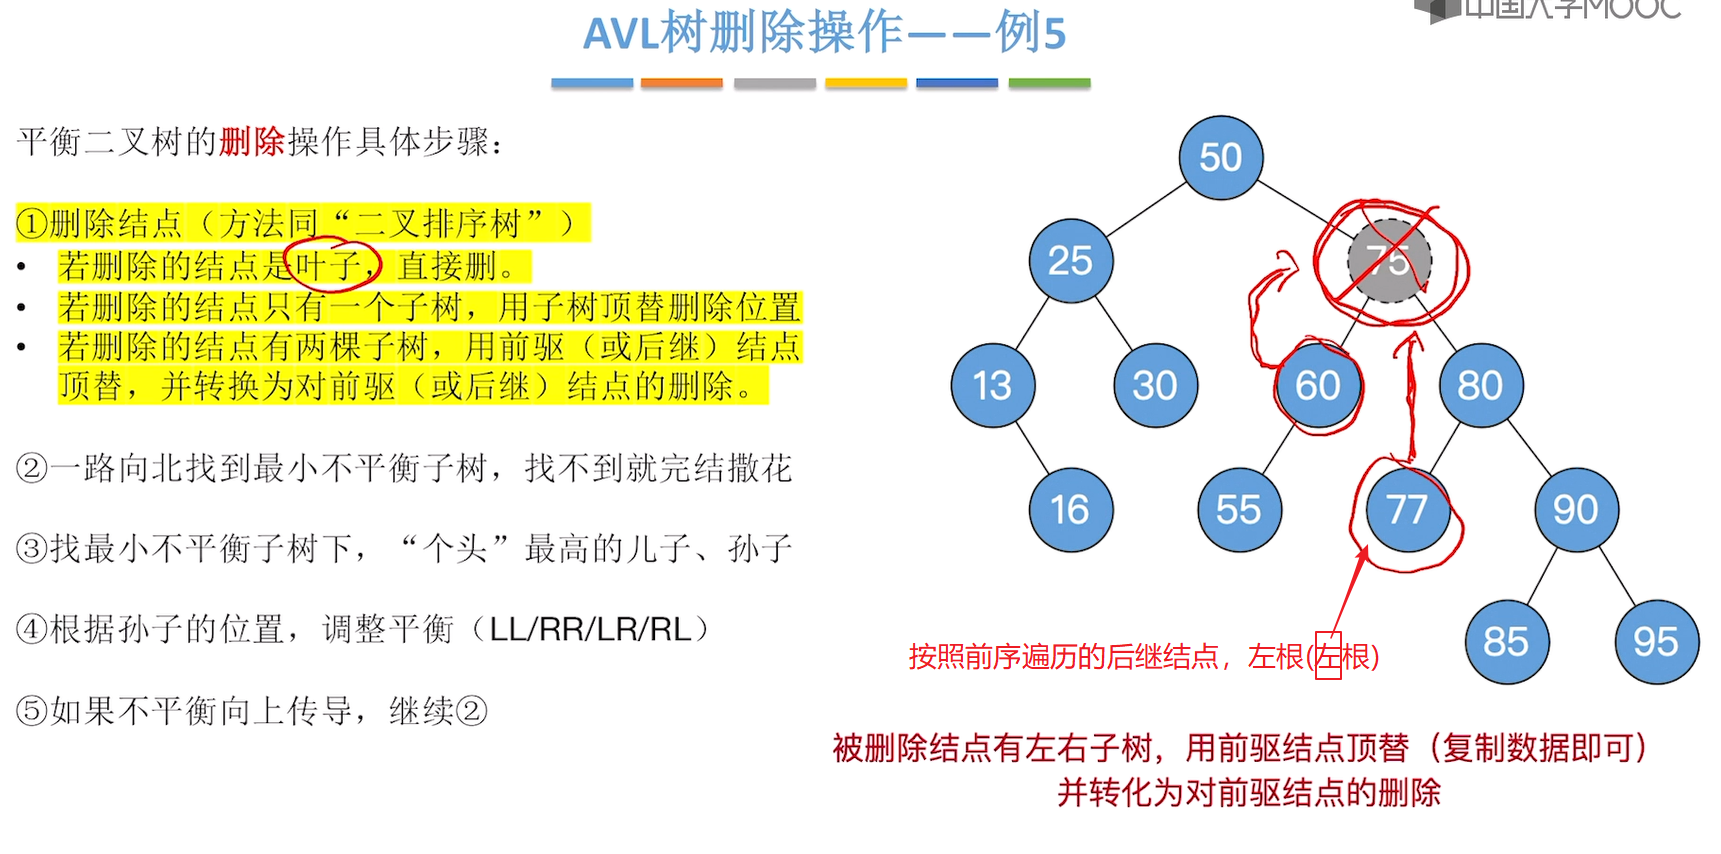 中国大学MOOC
AVL树删除操作——例5
平衡二叉树的删除操作具体步骤：
①删除结点（方法同“二叉排序树”）
• 若删除的结点是叶子，直接删。
• 若删除的结点只有一个子树，用子树顶替删除位置
• 若删除的结点有两棵子树，用前驱（或后继）结点
顶替，并转换为对前驱（或后继）结点的删除。
②一路向北找到最小不平衡子树，找不到就完结撒花
③找最小不平衡子树下，“个头”最高的儿子、孙子
④根据孙子的位置，调整平衡（LL/RR/LR/RL）
⑤如果不平衡向上传导，继续②
50
25
75
13
30
60
80
16
55
77
90
85
95
按照前序遍历的后继结点，左根(左根)
被删除结点有左右子树，用前驱结点顶替（复制数据即可）
并转化为对前驱结点的删除